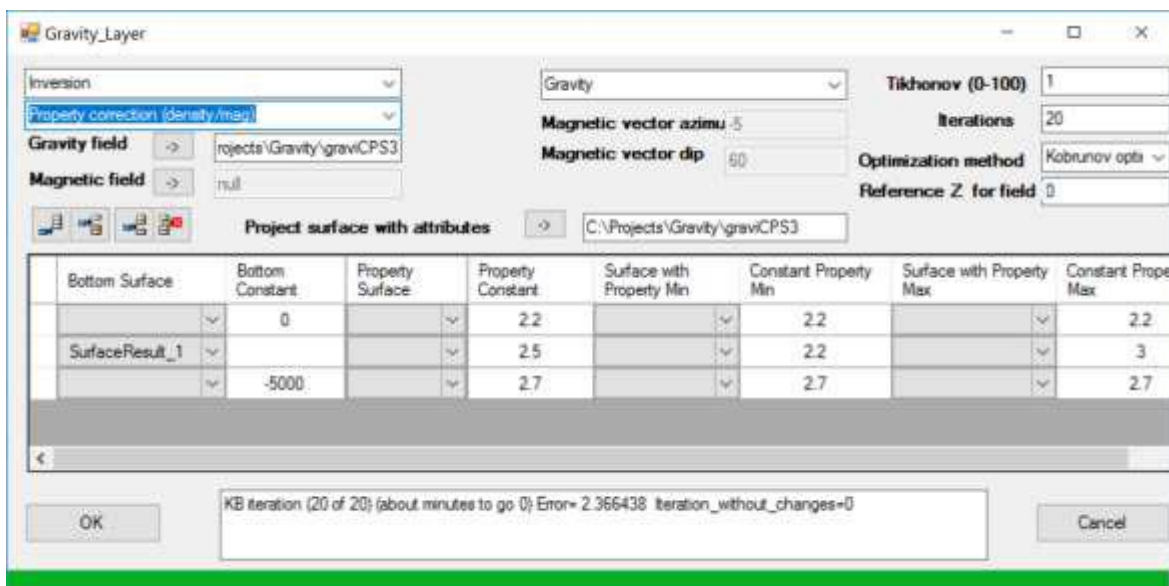 Gravity_Layer
Inversion
Gravity
Tikhonov (0-100)
1
Property correction (density/mag)
Magnetic vector azimu
-5
Iterations
20
Gravity field
->
rojects\Gravity\graviCPS3
Magnetic vector dip
60
Optimization method
Kobrunov opti
Magnetic field
->
null
Reference Z for field
0
Project surface with attributes
->
C:\Projects\Gravity\graviCPS3
Bottom Surface
Bottom Constant
Property Surface
Property Constant
Surface with Property Min
Constant Property Min
Surface with Property Max
Constant Prope Max
0 2.2 2.2 2.2
SurfaceResult_1 2.5 2.2 3
-5000 2.7 2.7 2.7
OK
KB iteration (20 of 20) (about minutes to go 0) Error= 2.366438 Iteration_without_changes=0
Cancel